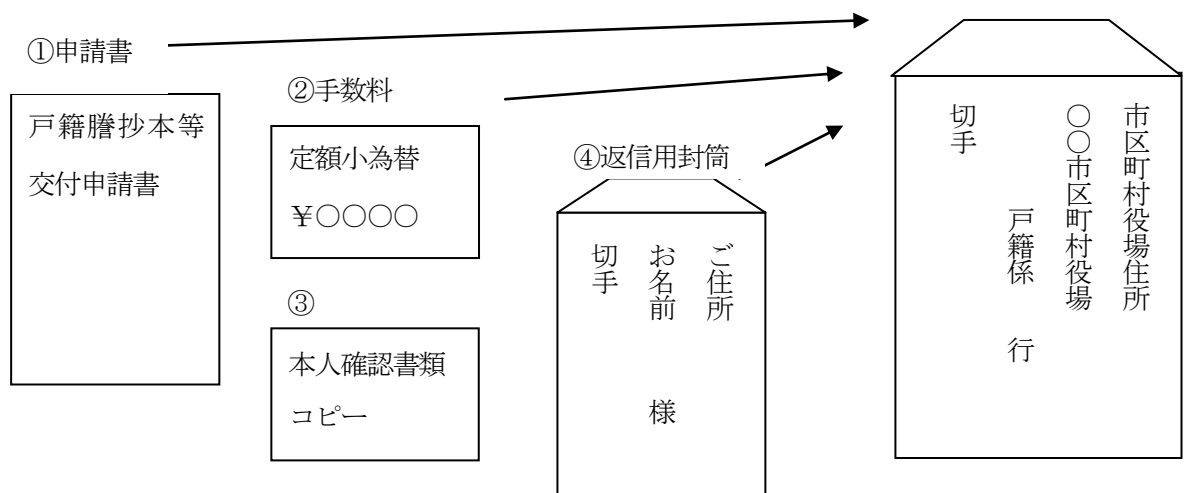 ①申請書
戸籍謄抄本等
交付申請書
②手数料
定額小為替
￥○○○○
③
本人確認書類
コピー
④返信用封筒
ご住所
お名前　　様
切手
市区町村役場住所
○○市区町村役場
戸籍係　行
切手